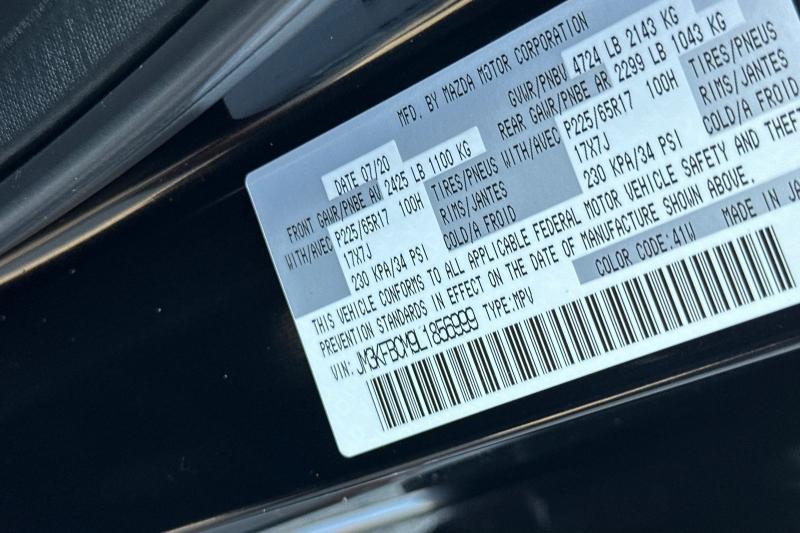 MFD. BY MAZDA MOTOR CORPORATION
DATE 07/20 GVWR/PNBV 4724 LB 2143 KG
FRONT GAWR/PNBE AV 2425 LB 1100 KG REAR GAWR/PNBE AR 2299 LB 1043 KG
WITH/AVEC P225/65R17 100H TIRES/PNEUS WITH/AVEC P225/65R17 100H TIRES/PNEUS
17X7J RIMS/JANTES 17X7J RIMS/JANTES
230 KPA/34 PSI COLD/A FROID 230 KPA/34 PSI COLD/A FROID
THIS VEHICLE CONFORMS TO ALL APPLICABLE FEDERAL MOTOR VEHICLE SAFETY AND THEFT
PREVENTION STANDARDS IN EFFECT ON THE DATE OF MANUFACTURE SHOWN ABOVE.
VIN: JM3KFBDM9L1856999 TYPE:MPV COLOR CODE:41W MADE IN JA